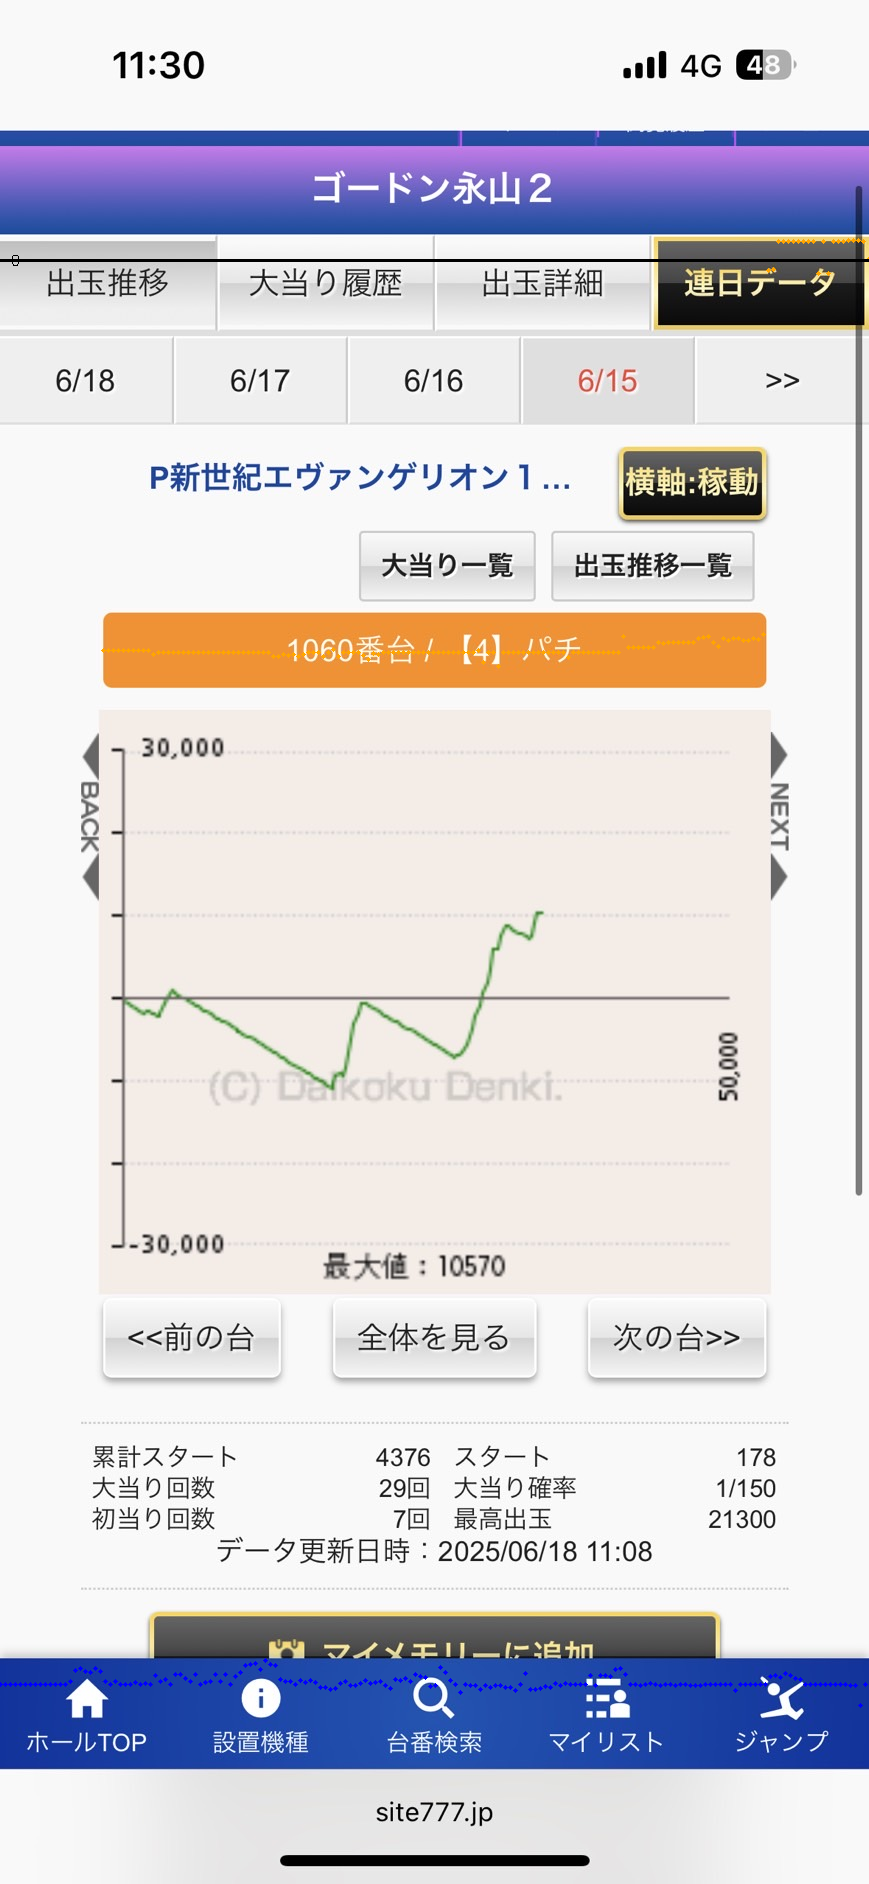 11:30
4G 48
ゴードン永山2
出玉推移 大当り履歴 出玉詳細 連日データ
6/18 6/17 6/16 6/15 >>
P新世紀エヴァンゲリオン1...
横軸:稼動
大当り一覧 出玉推移一覧
1060番台 / 【4】 パチ
BACK
NEXT
30,000
50,000
(C) Daikoku Denki.
-30,000
最大値:10570
<<前の台 全体を見る 次の台>>
累計スタート 4376 スタート 178
大当り回数 29回 大当り確率 1/150
初当り回数 7回 最高出玉 21300
データ更新日時:2025/06/18 11:08
マイメモリーに追加
ホールTOP 設置機種 台番検索 マイリスト ジャンプ
site777.jp